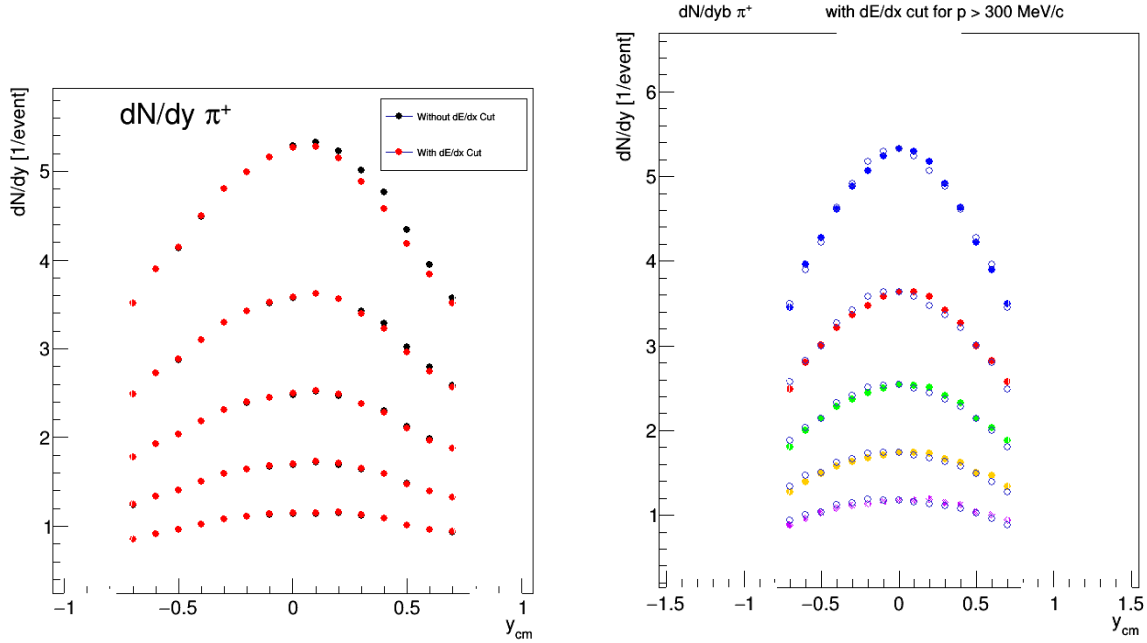 dN/dy π⁺
Without dE/dx Cut
With dE/dx Cut
dN/dy [1/event]
5
4
3
2
1
−1
−0.5
0
0.5
1
y_cm
dN/dyb π⁺ with dE/dx cut for p > 300 MeV/c
dN/dy [1/event]
6
5
4
3
2
1
−1.5
−1
−0.5
0
0.5
1
1.5
y_cm